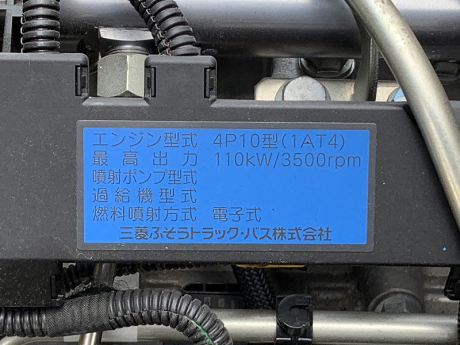 エンジン型式 4P10型(1AT4)
最高出力 110kW/3500rpm
噴射ポンプ型式
過給機型式
燃料噴射方式 電子式
三菱ふそうトラック・バス株式会社